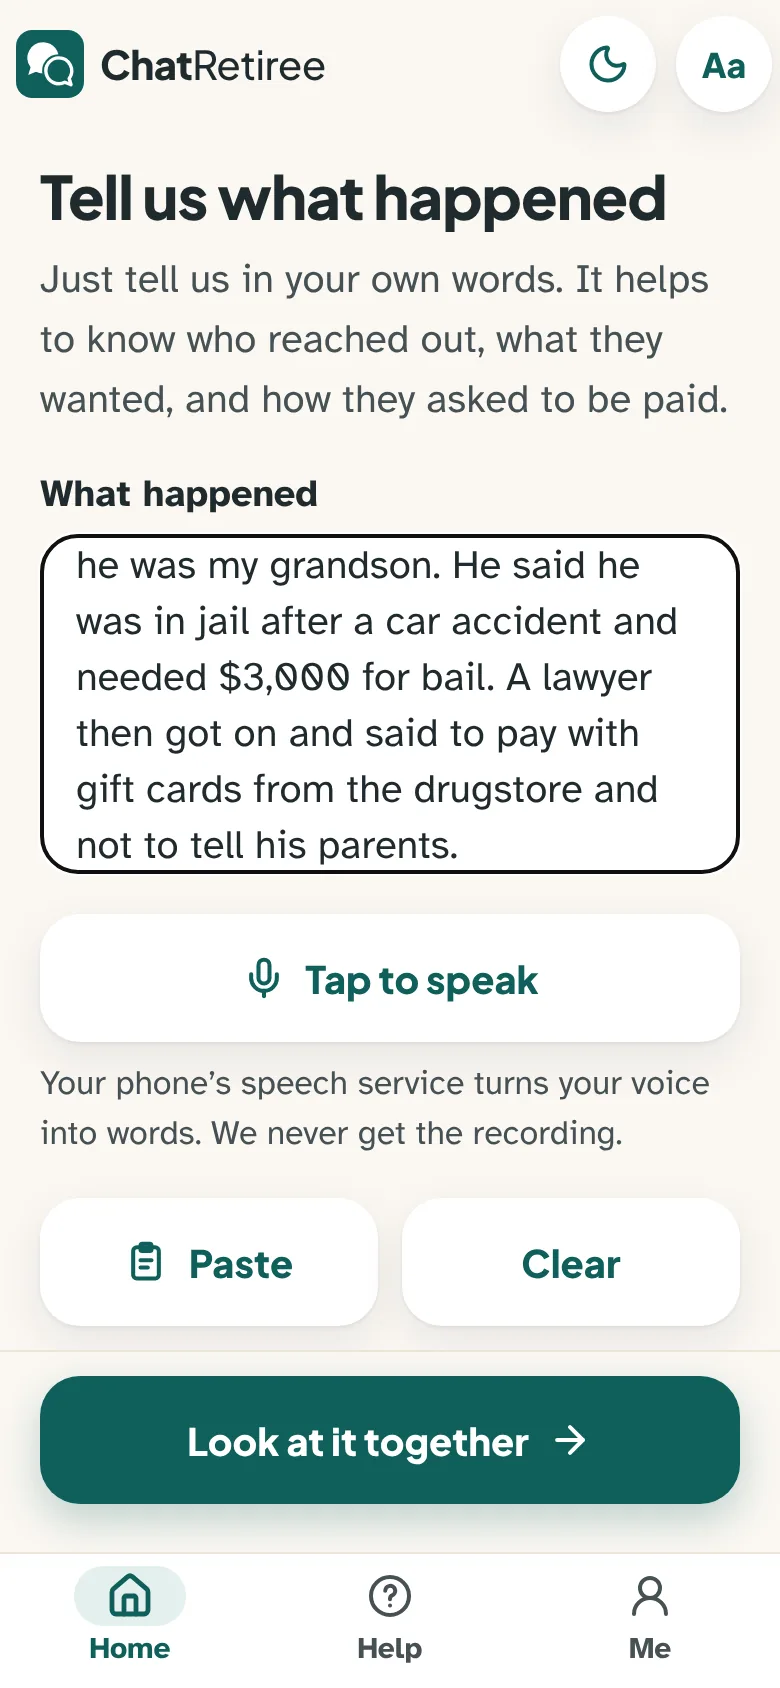 ChatRetiree
Aa
Tell us what happened
Just tell us in your own words. It helps
to know who reached out, what they
wanted, and how they asked to be paid.
What happened
he was my grandson. He said he
was in jail after a car accident and
needed $3,000 for bail. A lawyer
then got on and said to pay with
gift cards from the drugstore and
not to tell his parents.
Tap to speak
Your phone’s speech service turns your voice
into words. We never get the recording.
Paste
Clear
Look at it together →
Home
Help
Me